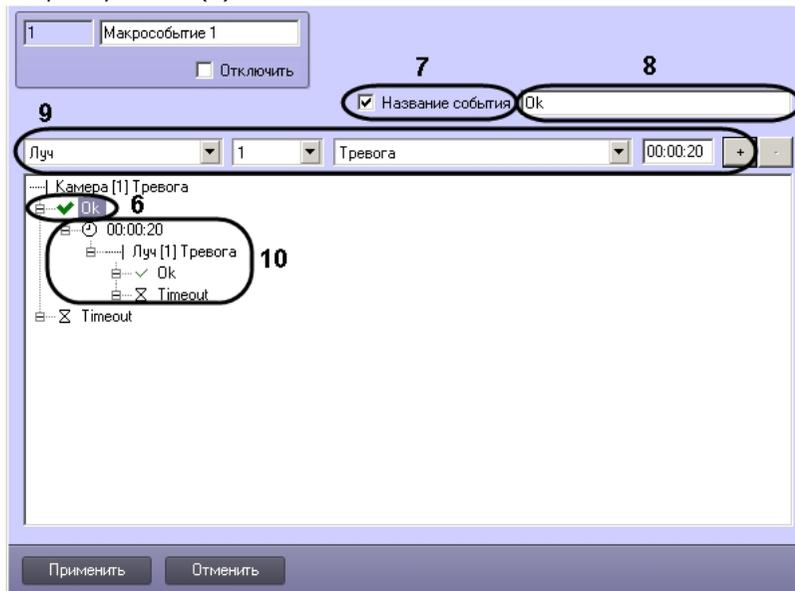 1 Макрособытие 1
Отключить
7 8
Название события Ok
9
Луч 1 Тревога 00:00:20 + -
Камера [1] Тревога
Ok 6
00:00:20
Луч [1] Тревога
10
Ok
Timeout
Timeout
Применить Отменить